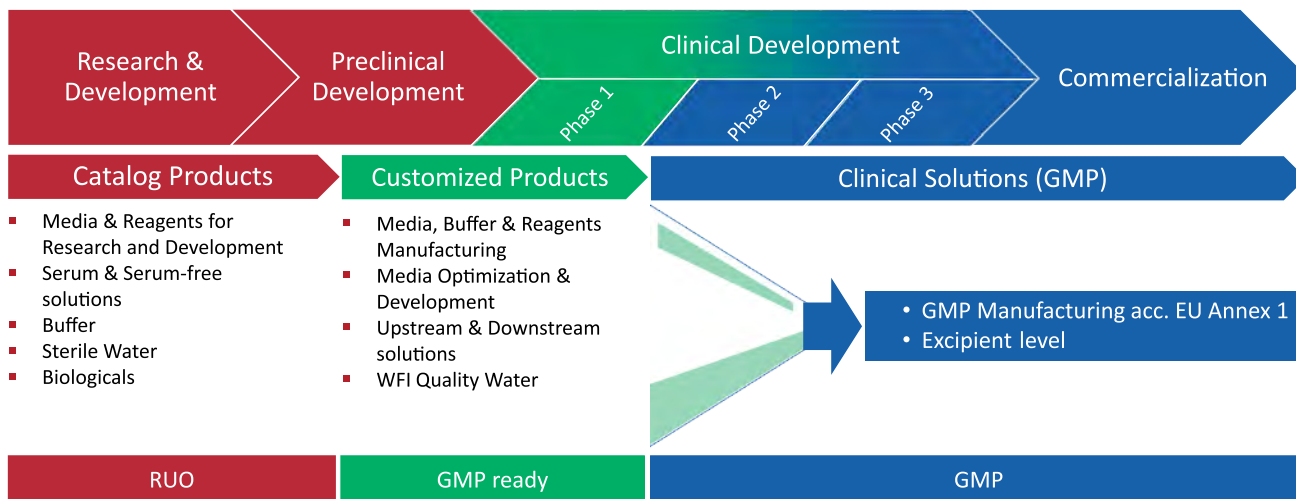 Research &
Development
Preclinical
Development
Clinical Development
Phase 1
Phase 2
Phase 3
Commercialization
Catalog Products
Customized Products
Clinical Solutions (GMP)
Media & Reagents for
Research and Development
Serum & Serum-free
solutions
Buffer
Sterile Water
Biologicals
Media, Buffer & Reagents
Manufacturing
Media Optimization &
Development
Upstream & Downstream
solutions
WFI Quality Water
GMP Manufacturing acc. EU Annex 1
Excipient level
RUO
GMP ready
GMP